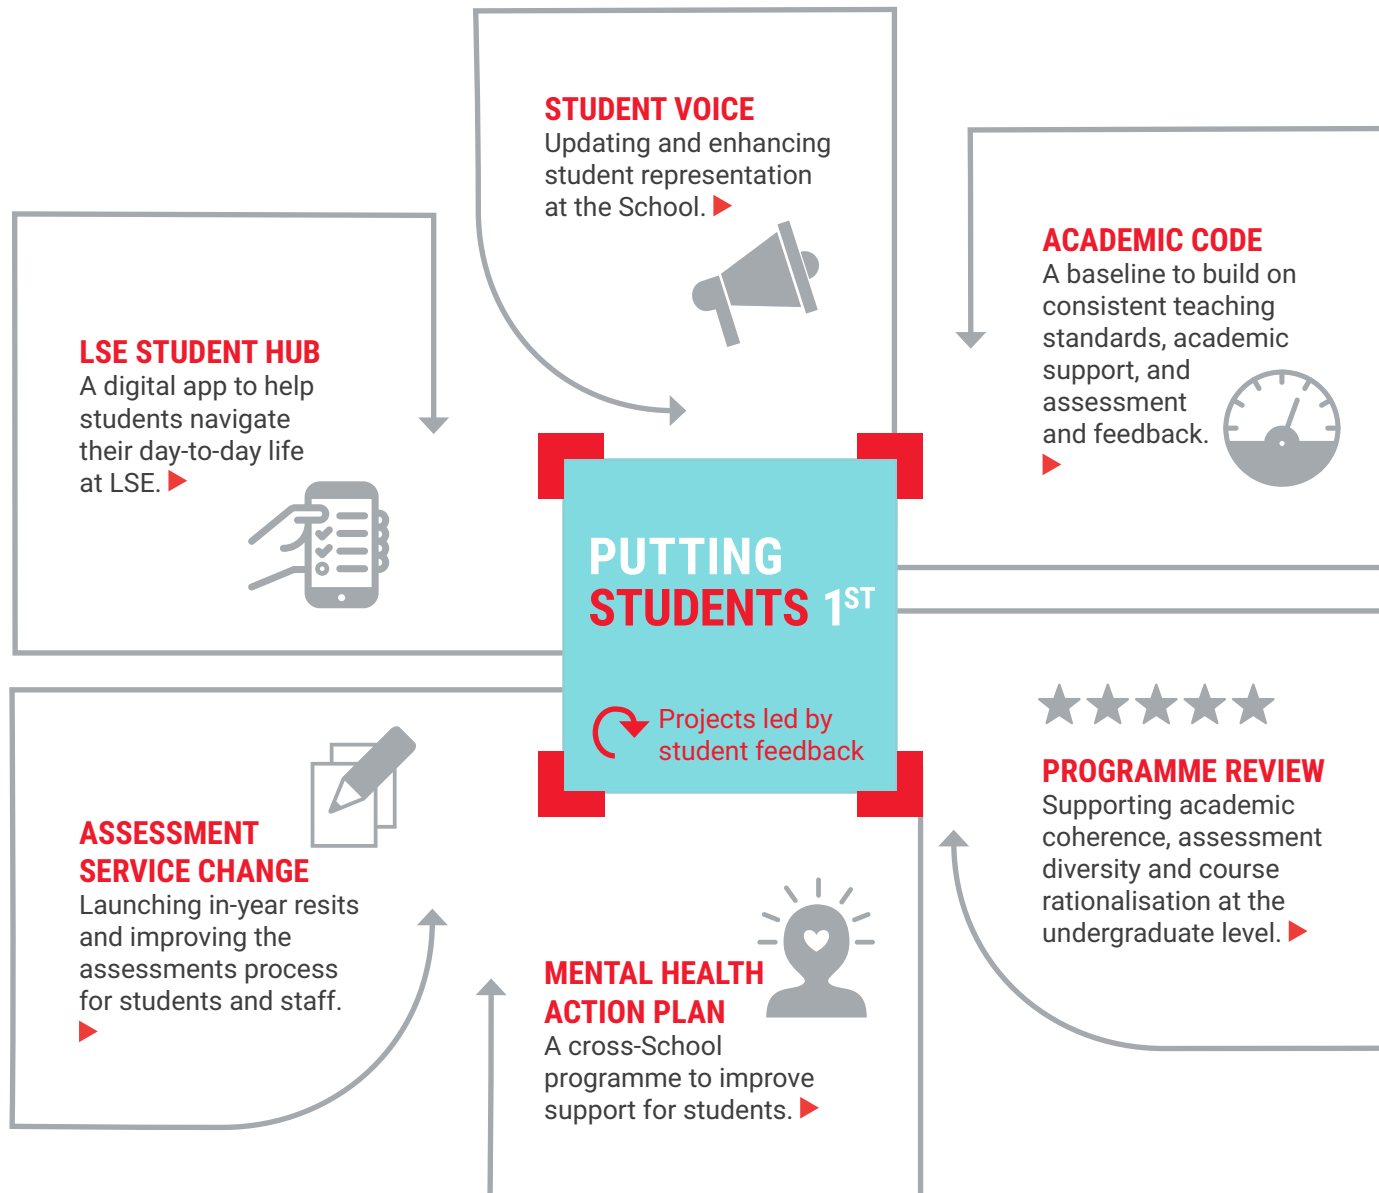 STUDENT VOICE
Updating and enhancing
student representation
at the School.
ACADEMIC CODE
A baseline to build on
consistent teaching
standards, academic
support, and
assessment
and feedback.
LSE STUDENT HUB
A digital app to help
students navigate
their day-to-day life
at LSE.
PUTTING
STUDENTS 1ST
Projects led by
student feedback
PROGRAMME REVIEW
Supporting academic
coherence, assessment
diversity and course
rationalisation at the
undergraduate level.
ASSESSMENT
SERVICE CHANGE
Launching in-year resits
and improving the
assessments process
for students and staff.
MENTAL HEALTH
ACTION PLAN
A cross-School
programme to improve
support for students.